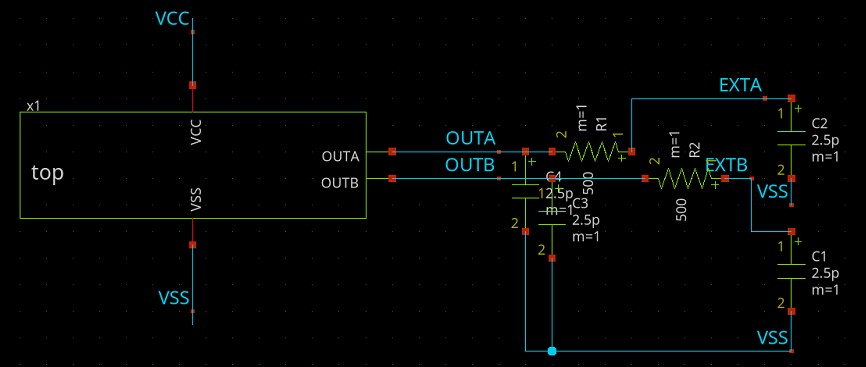 VCC
x1
VCC
top
OUTA
OUTB
VSS
VSS
OUTA
OUTB
2
m=1
R1
1
500
2
m=1
R2
500
EXTA
EXTB
1
C2
2.5p
m=1
2
VSS
1
C4
2.5p
m=1
2
1
C3
2.5p
m=1
2
1
C1
2.5p
m=1
2
VSS